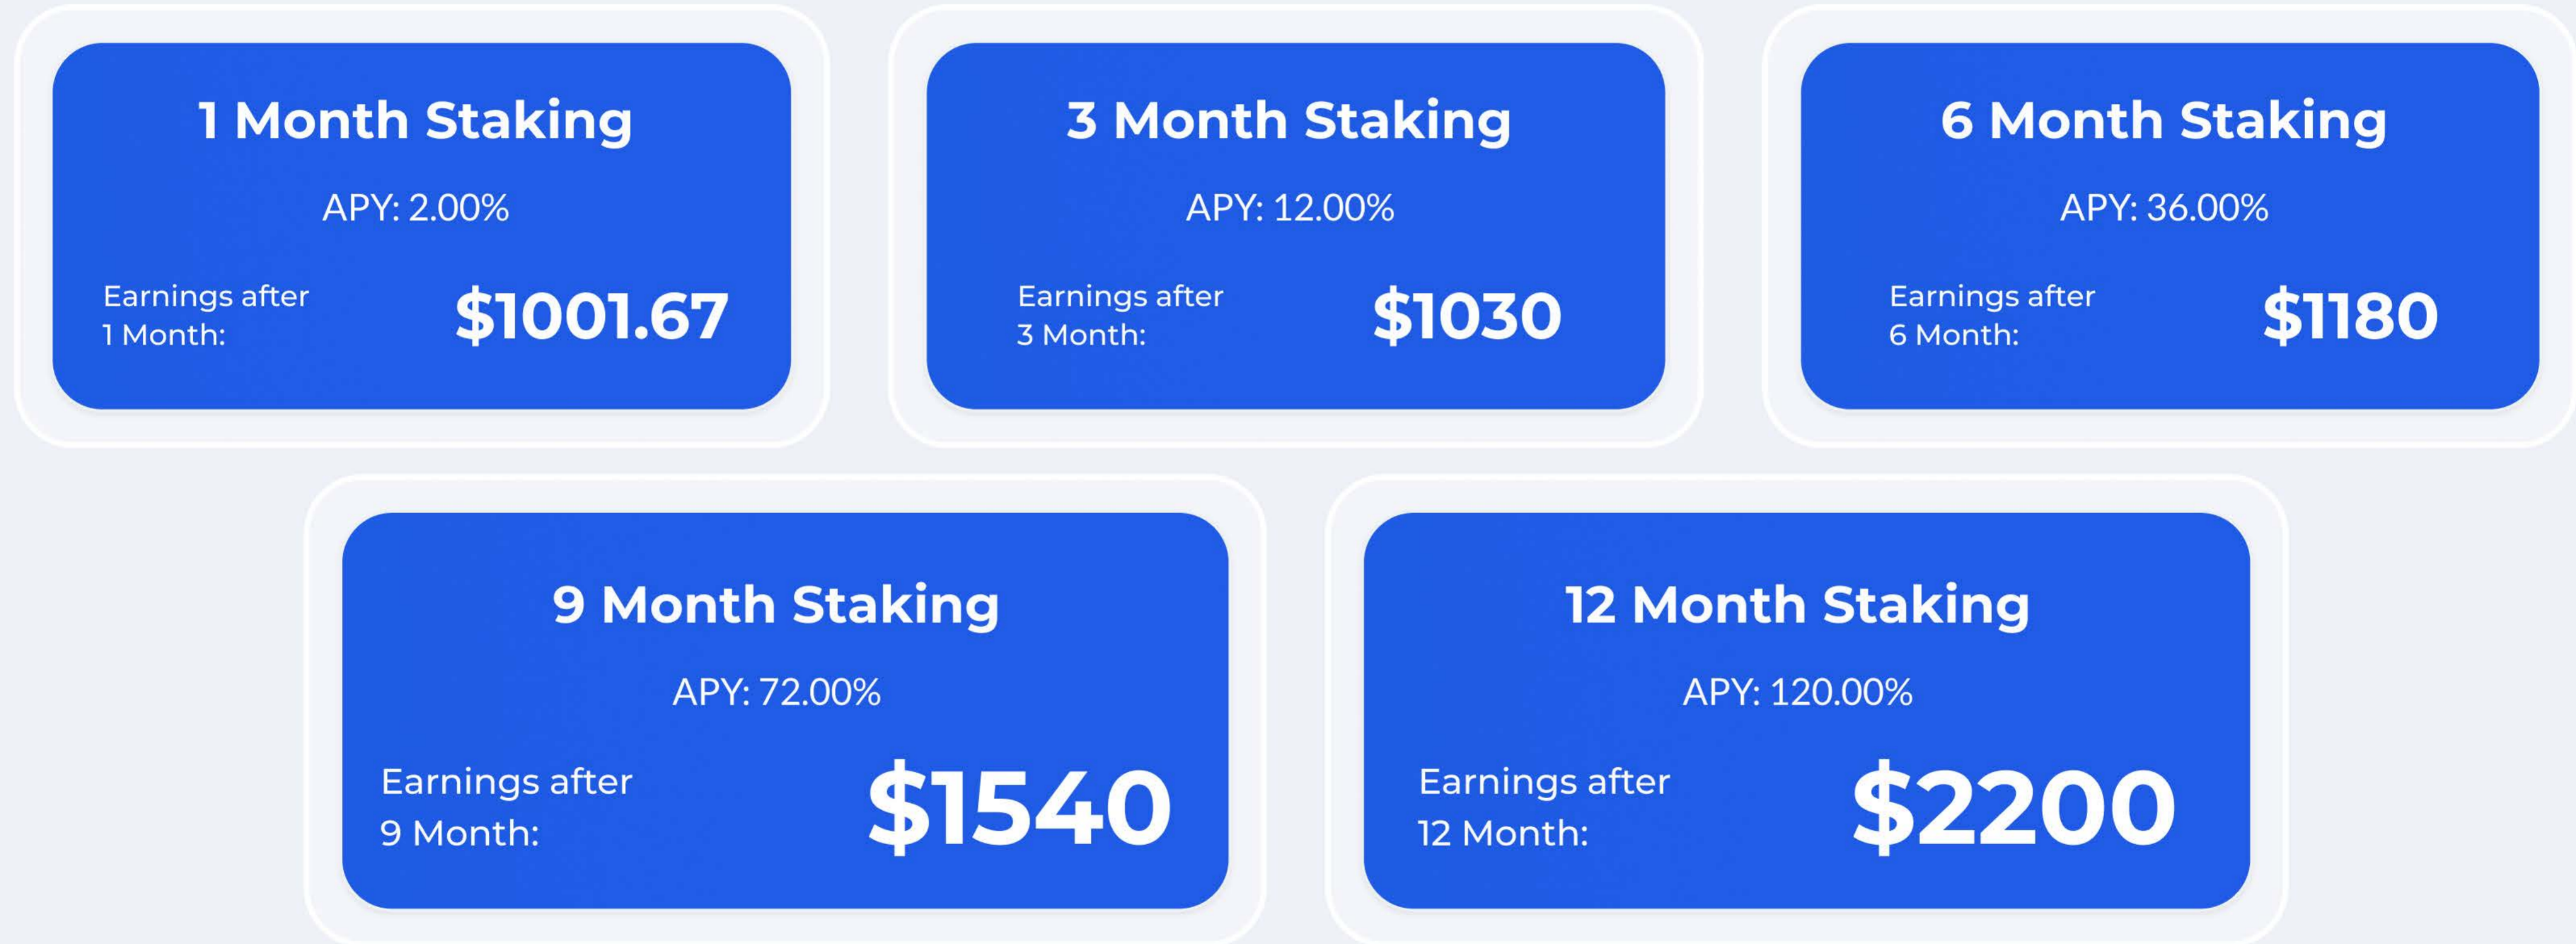 1 Month Staking
APY: 2.00%
Earnings after
1 Month:
$1001.67
3 Month Staking
APY: 12.00%
Earnings after
3 Month:
$1030
6 Month Staking
APY: 36.00%
Earnings after
6 Month:
$1180
9 Month Staking
APY: 72.00%
Earnings after
9 Month:
$1540
12 Month Staking
APY: 120.00%
Earnings after
12 Month:
$2200